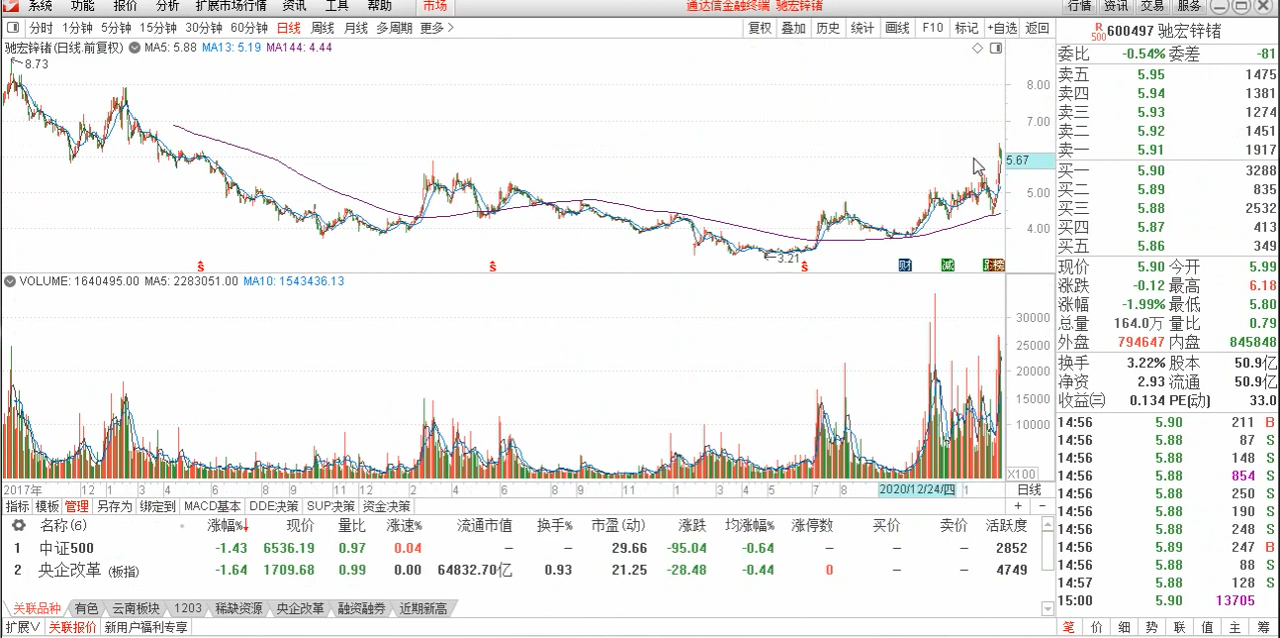 系统 功能 报价 分析 扩展市场行情 资讯 工具 帮助 市场 通达信金融终端 驰宏锌锗 行情 资讯 交易 服务
分时 1分钟 5分钟 15分钟 30分钟 60分钟 日线 周线 月线 多周期 更多> 复权 叠加 历史 统计 画线 F10 标记 +自选 返回
驰宏锌锗(日线.前复权) MA5: 5.88 MA13: 5.19 MA144: 4.44
8.73
8.00
7.00
5.67
5.00
4.00
3.21
S S S 财 减
VOLUME: 1640495.00 MA5: 2283051.00 MA10: 1543436.13
30000
25000
20000
15000
10000
X100
2017年 12 1 3 4 6 8 9 11 12 2 4 6 8 9 11 1 3 4 5 7 8 2020/12/24/四 1 日线
指标 模板 管理 另存为 绑定到 MACD基本 DDE决策 SUP决策 资金决策 + -
名称(6) 涨幅%↓ 现价 量比 涨速% 流通市值 换手% 市盈(动) 涨跌 均涨幅% 涨停数 买价 卖价 活跃度
1 中证500 -1.43 6536.19 0.97 0.04 – – 29.66 -95.04 -0.64 – – – 2852
2 央企改革(板指) -1.64 1709.68 0.99 0.00 64832.70亿 0.93 21.25 -28.48 -0.44 0 – – 4749
关联品种 有色 云南板块 1203 稀缺资源 央企改革 融资融券 近期新高
扩展∨ 关联报价 新用户福利专享
R
500 600497 驰宏锌锗
委比 -0.54% 委差 -81
卖五 5.95 1475
卖四 5.94 1381
卖三 5.93 1274
卖二 5.92 1451
卖一 5.91 1917
买一 5.90 3288
买二 5.89 835
买三 5.88 2532
买四 5.87 413
买五 5.86 349
现价 5.90 今开 5.99
涨跌 -0.12 最高 6.18
涨幅 -1.99% 最低 5.80
总量 164.0万 量比 0.79
外盘 794647 内盘 845848
换手 3.22% 股本 50.9亿
净资 2.93 流通 50.9亿
收益㈢ 0.134 PE(动) 33.0
14:56 5.90 211 B
14:56 5.88 87 S
14:56 5.88 148 S
14:56 5.88 854 S
14:56 5.88 250 S
14:56 5.88 190 S
14:56 5.88 248 S
14:56 5.89 247 B
14:56 5.88 88 S
14:57 5.88 128 S
15:00 5.90 13705
笔 价 细 势 联 值 主 筹